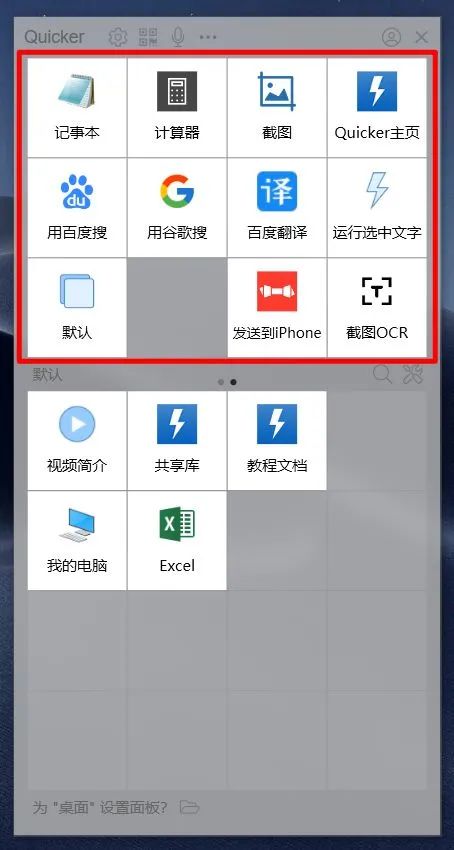 Quicker
记事本 计算器 截图 Quicker主页
du 译
用百度搜 用谷歌搜 百度翻译 运行选中文字
T
默认 发送到iPhone 截图OCR
默认
视频简介 共享库 教程文档
我的电脑 Excel
为 "桌面" 设置面板?